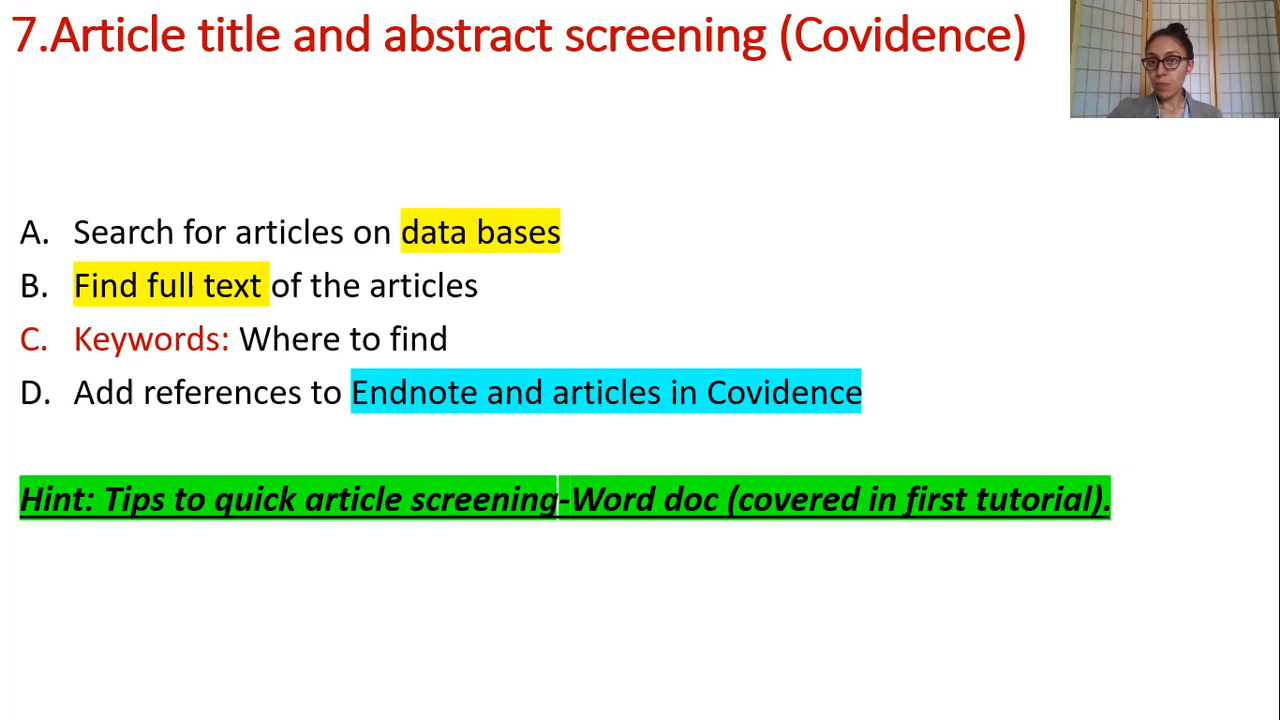 7.Article title and abstract screening (Covidence)
A. Search for articles on data bases
B. Find full text of the articles
C. Keywords: Where to find
D. Add references to Endnote and articles in Covidence
Hint: Tips to quick article screening-Word doc (covered in first tutorial).